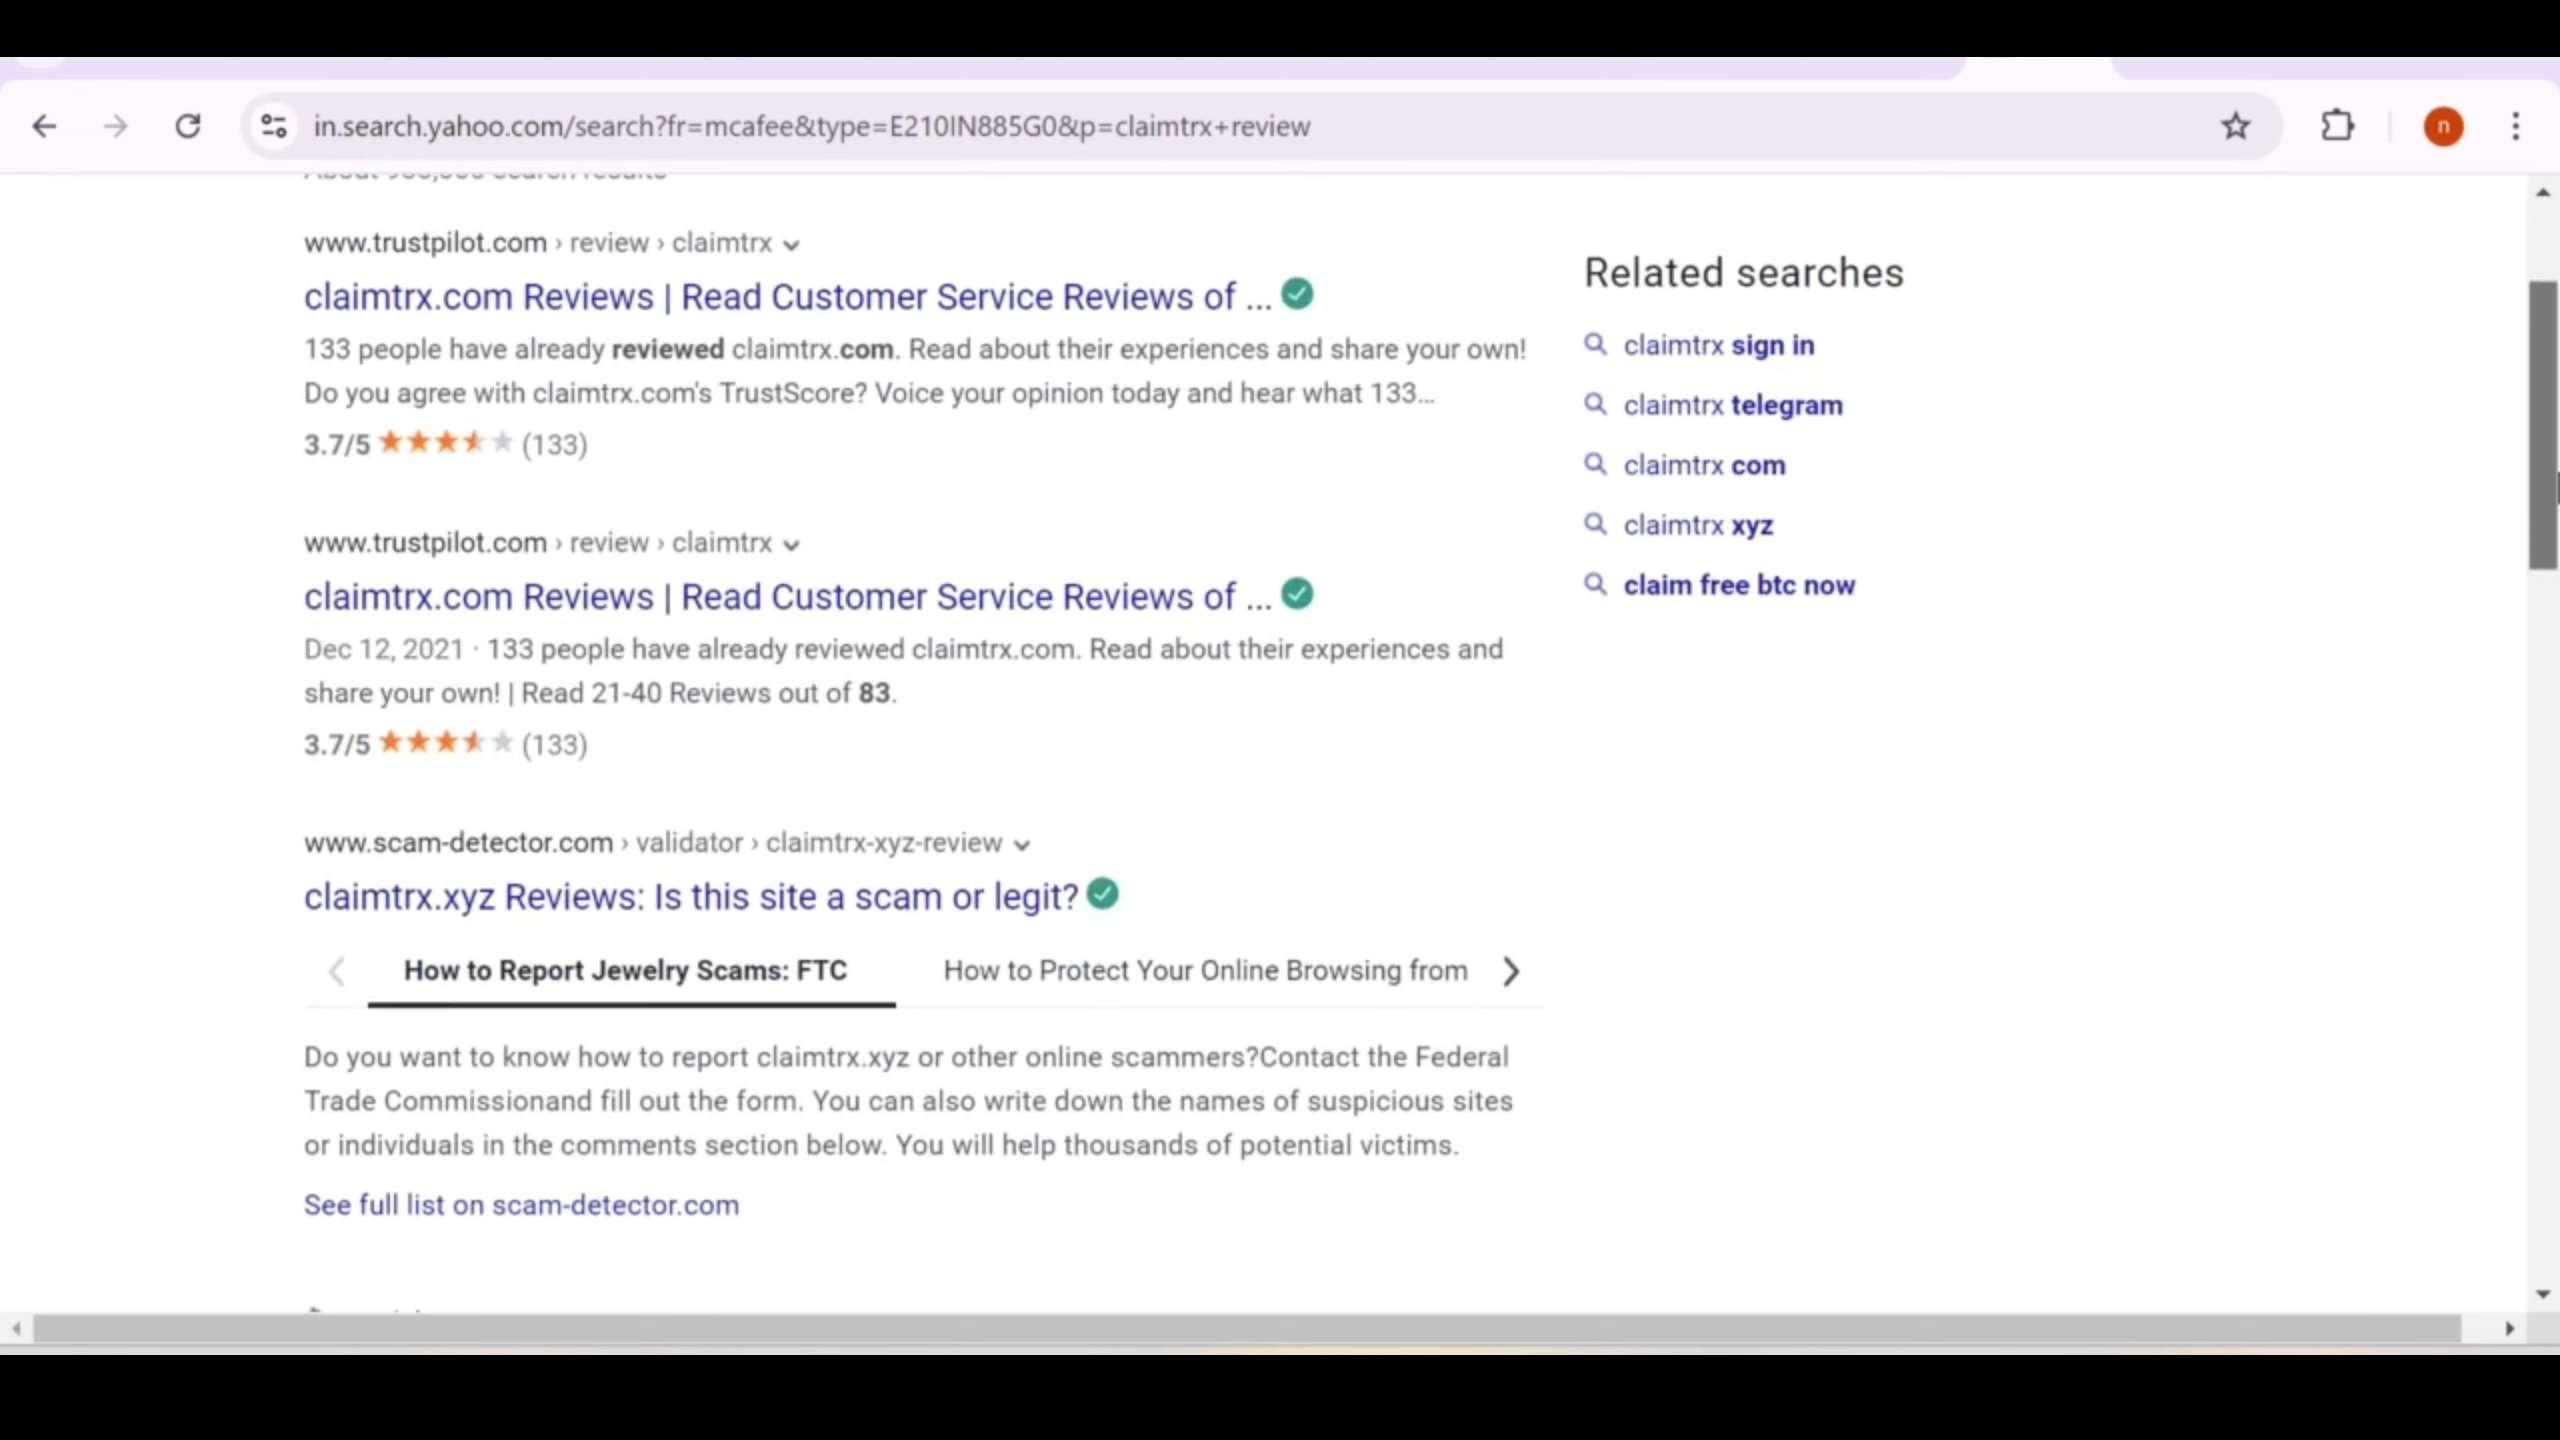 in.search.yahoo.com/search?fr=mcafee&type=E210IN885G0&p=claimtrx+review
n
www.trustpilot.com › review › claimtrx
claimtrx.com Reviews | Read Customer Service Reviews of ...
133 people have already reviewed claimtrx.com. Read about their experiences and share your own!
Do you agree with claimtrx.com's TrustScore? Voice your opinion today and hear what 133...
3.7/5 (133)
www.trustpilot.com › review › claimtrx
claimtrx.com Reviews | Read Customer Service Reviews of ...
Dec 12, 2021 · 133 people have already reviewed claimtrx.com. Read about their experiences and
share your own! | Read 21-40 Reviews out of 83.
3.7/5 (133)
www.scam-detector.com › validator › claimtrx-xyz-review
claimtrx.xyz Reviews: Is this site a scam or legit?
How to Report Jewelry Scams: FTC
How to Protect Your Online Browsing from
Do you want to know how to report claimtrx.xyz or other online scammers?Contact the Federal
Trade Commissionand fill out the form. You can also write down the names of suspicious sites
or individuals in the comments section below. You will help thousands of potential victims.
See full list on scam-detector.com
Related searches
claimtrx sign in
claimtrx telegram
claimtrx com
claimtrx xyz
claim free btc now